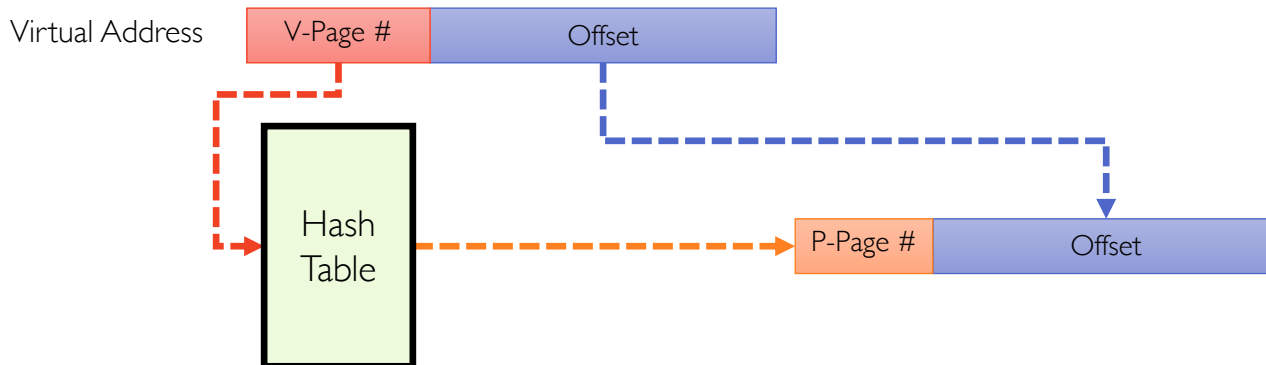 Virtual Address
V-Page #
Offset
Hash
Table
P-Page #
Offset